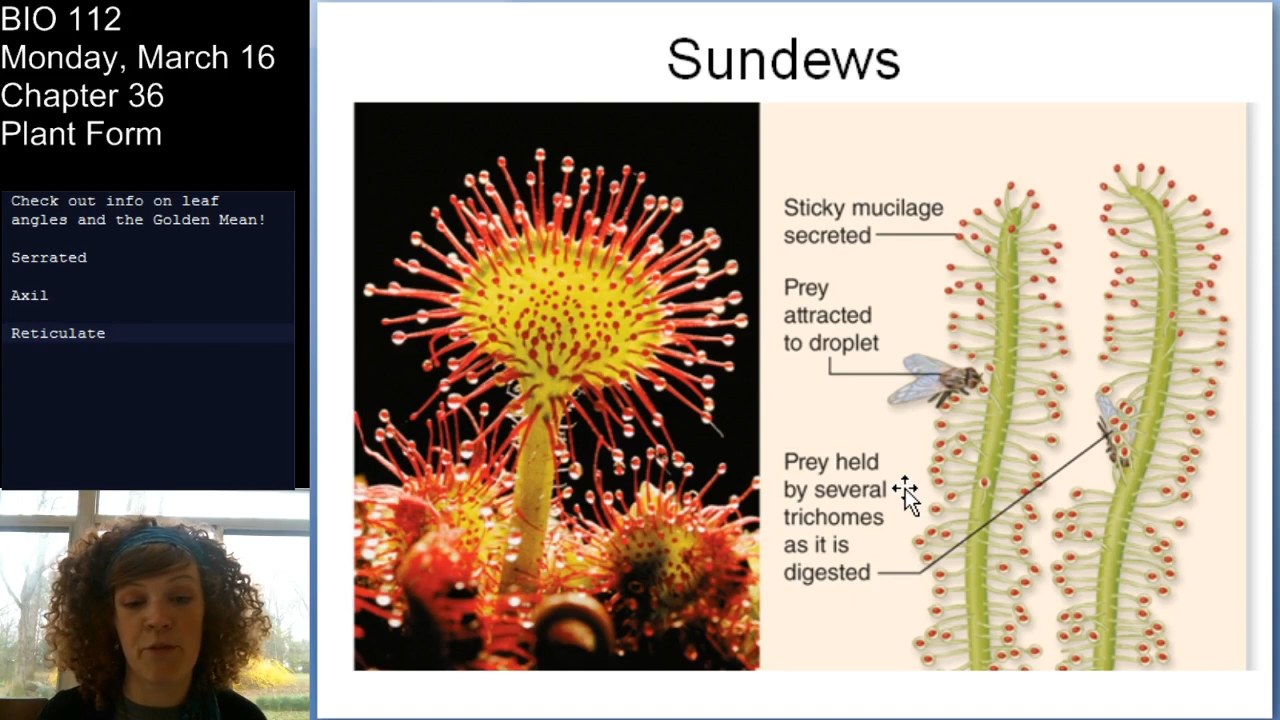 BIO 112
Monday, March 16
Chapter 36
Plant Form
Check out info on leaf
angles and the Golden Mean!
Serrated
Axil
Reticulate
Sundews
Sticky mucilage
secreted
Prey
attracted
to droplet
Prey held
by several
trichomes
as it is
digested